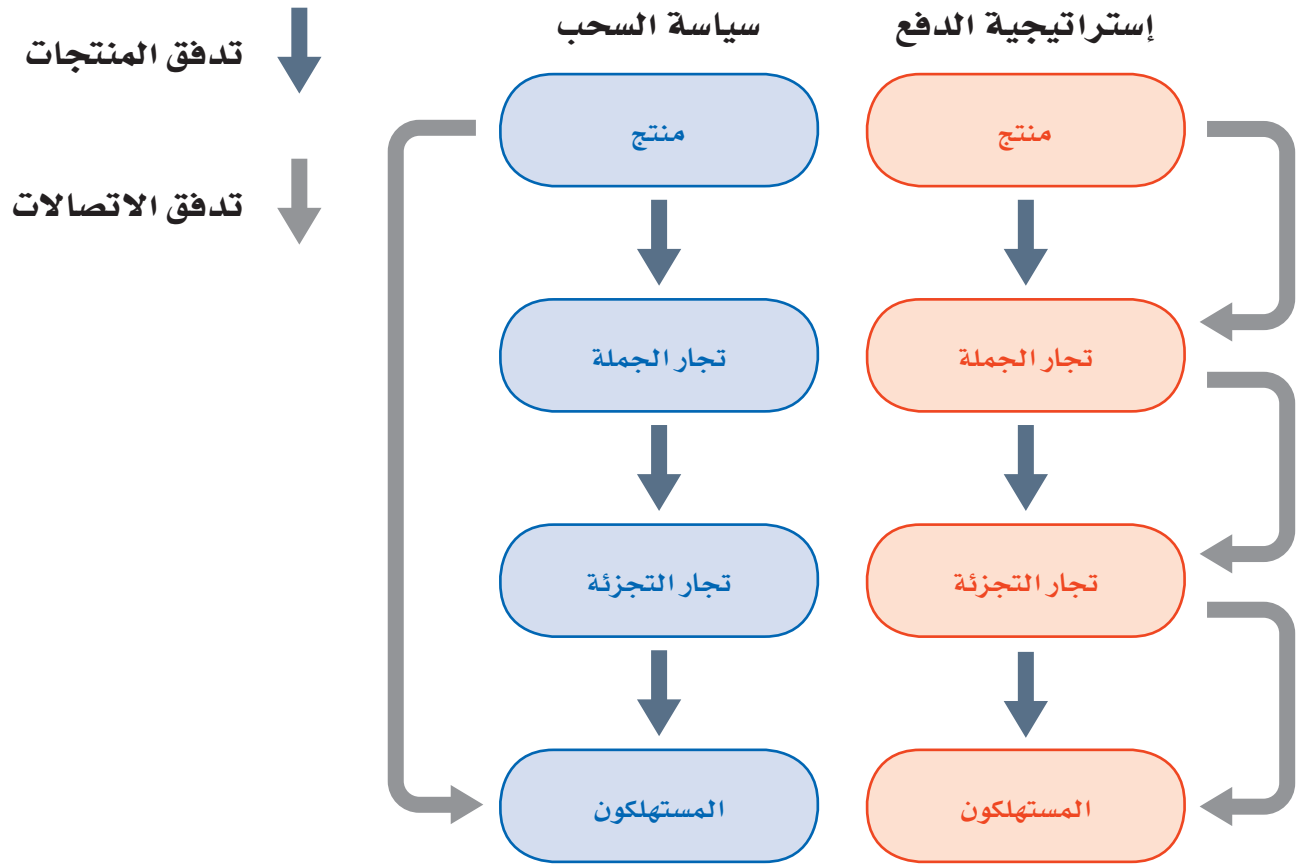 إستراتيجية الدفع
منتج
تجار الجملة
تجار التجزئة
المستهلكون
سياسة السحب
منتج
تجار الجملة
تجار التجزئة
المستهلكون
تدفق المنتجات
تدفق الاتصالات